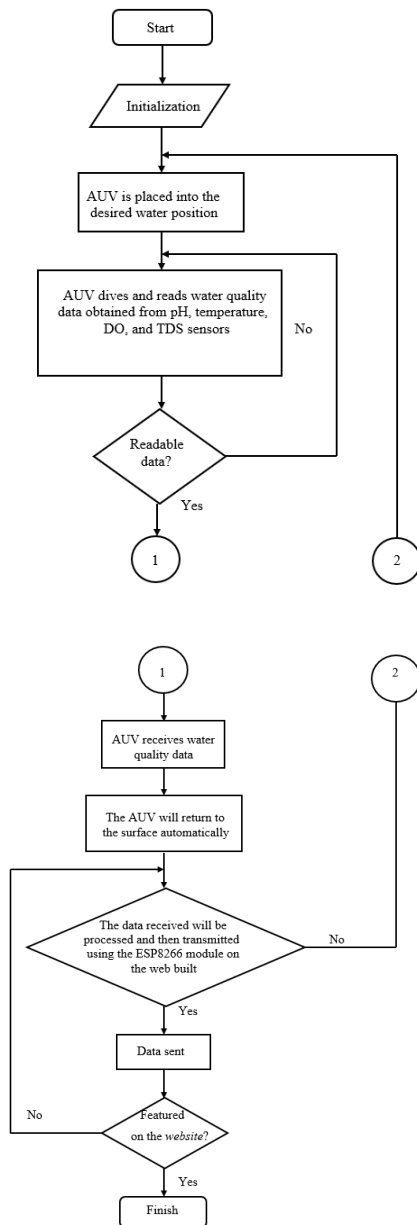 Start
Initialization
AUV is placed into the
desired water position
AUV dives and reads water quality
data obtained from pH, temperature,
DO, and TDS sensors
No
Readable
data?
Yes
1
2
1
2
AUV receives water
quality data
The AUV will return to
the surface automatically
The data received will be
processed and then transmitted
using the ESP8266 module on
the web built
No
Yes
Data sent
No
Featured
on the website?
Yes
Finish